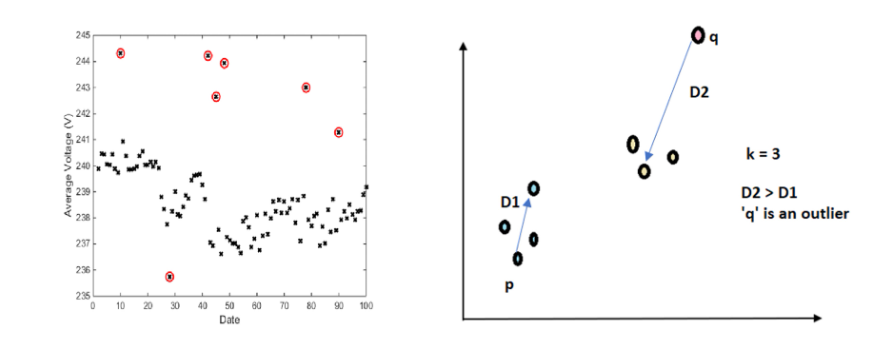 245
244
243
242
241
240
239
238
237
236
235
Average Voltage (V)
0 10 20 30 40 50 60 70 80 90 100
Date
q
D2
k = 3
D1
D2 > D1
'q' is an outlier
p